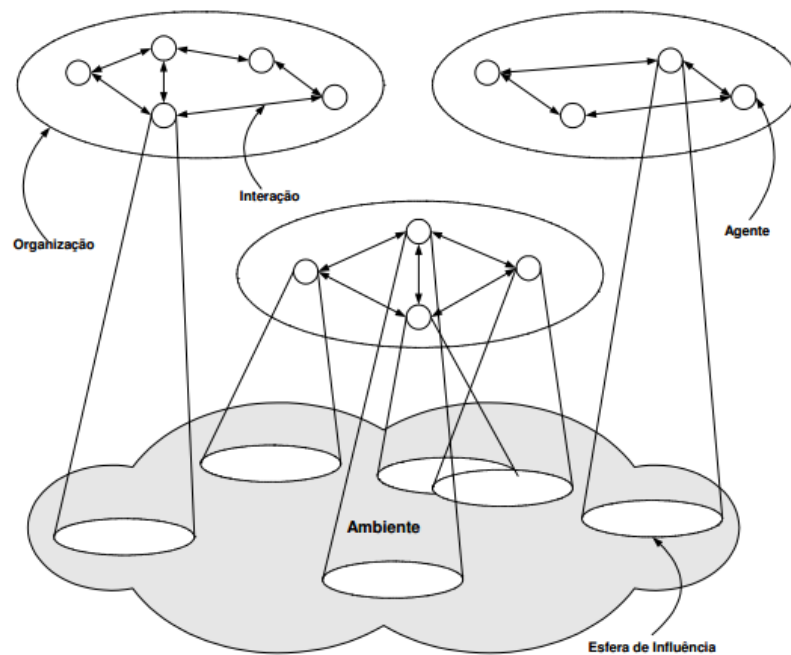 Interação
Organização
Agente
Ambiente
Esfera de Influência